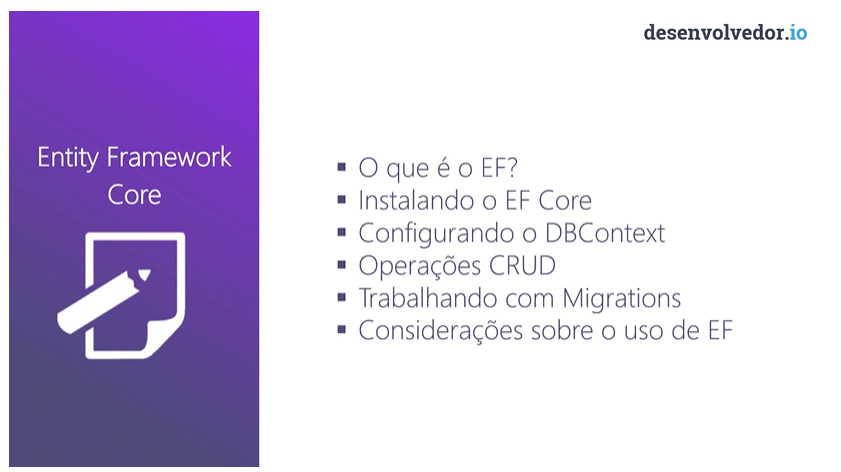 desenvolvedor.io
Entity Framework
Core
▪ O que é o EF?
▪ Instalando o EF Core
▪ Configurando o DBContext
▪ Operações CRUD
▪ Trabalhando com Migrations
▪ Considerações sobre o uso de EF